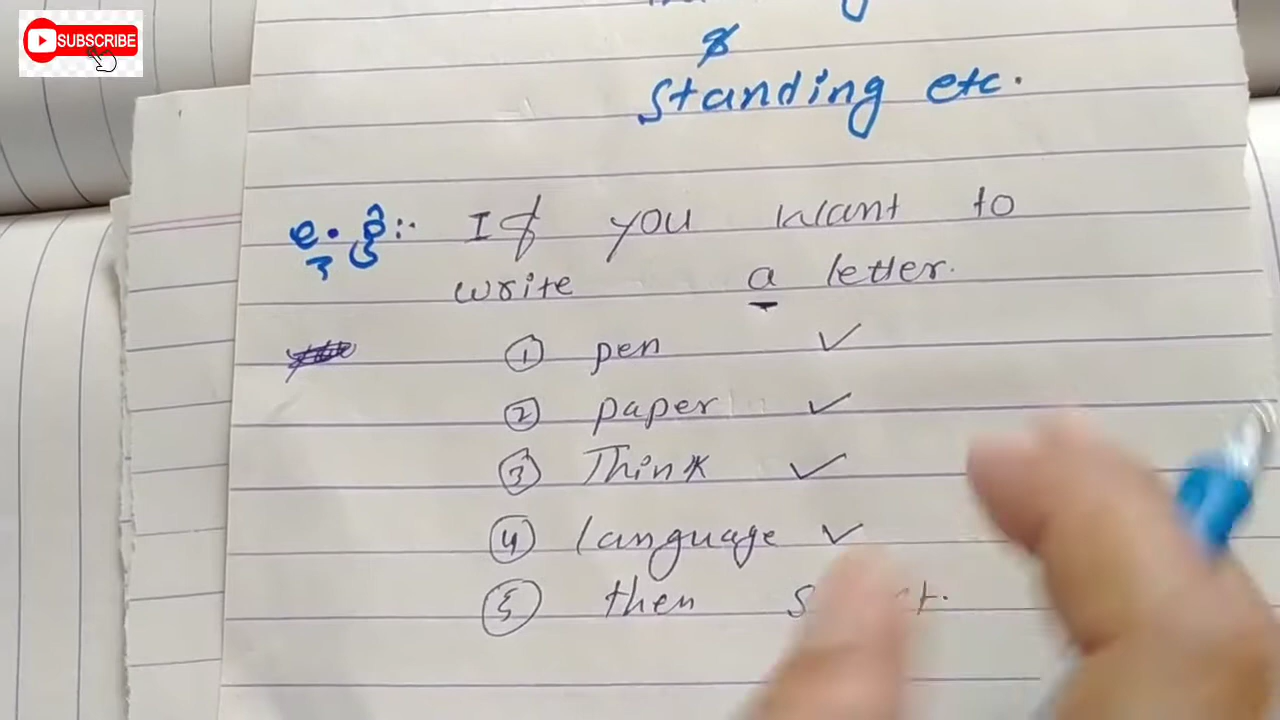 SUBSCRIBE
&
Standing etc.
e.g:- If you want to
write a letter.
① pen ✓
② paper ✓
③ Think ✓
④ language ✓
⑤ then